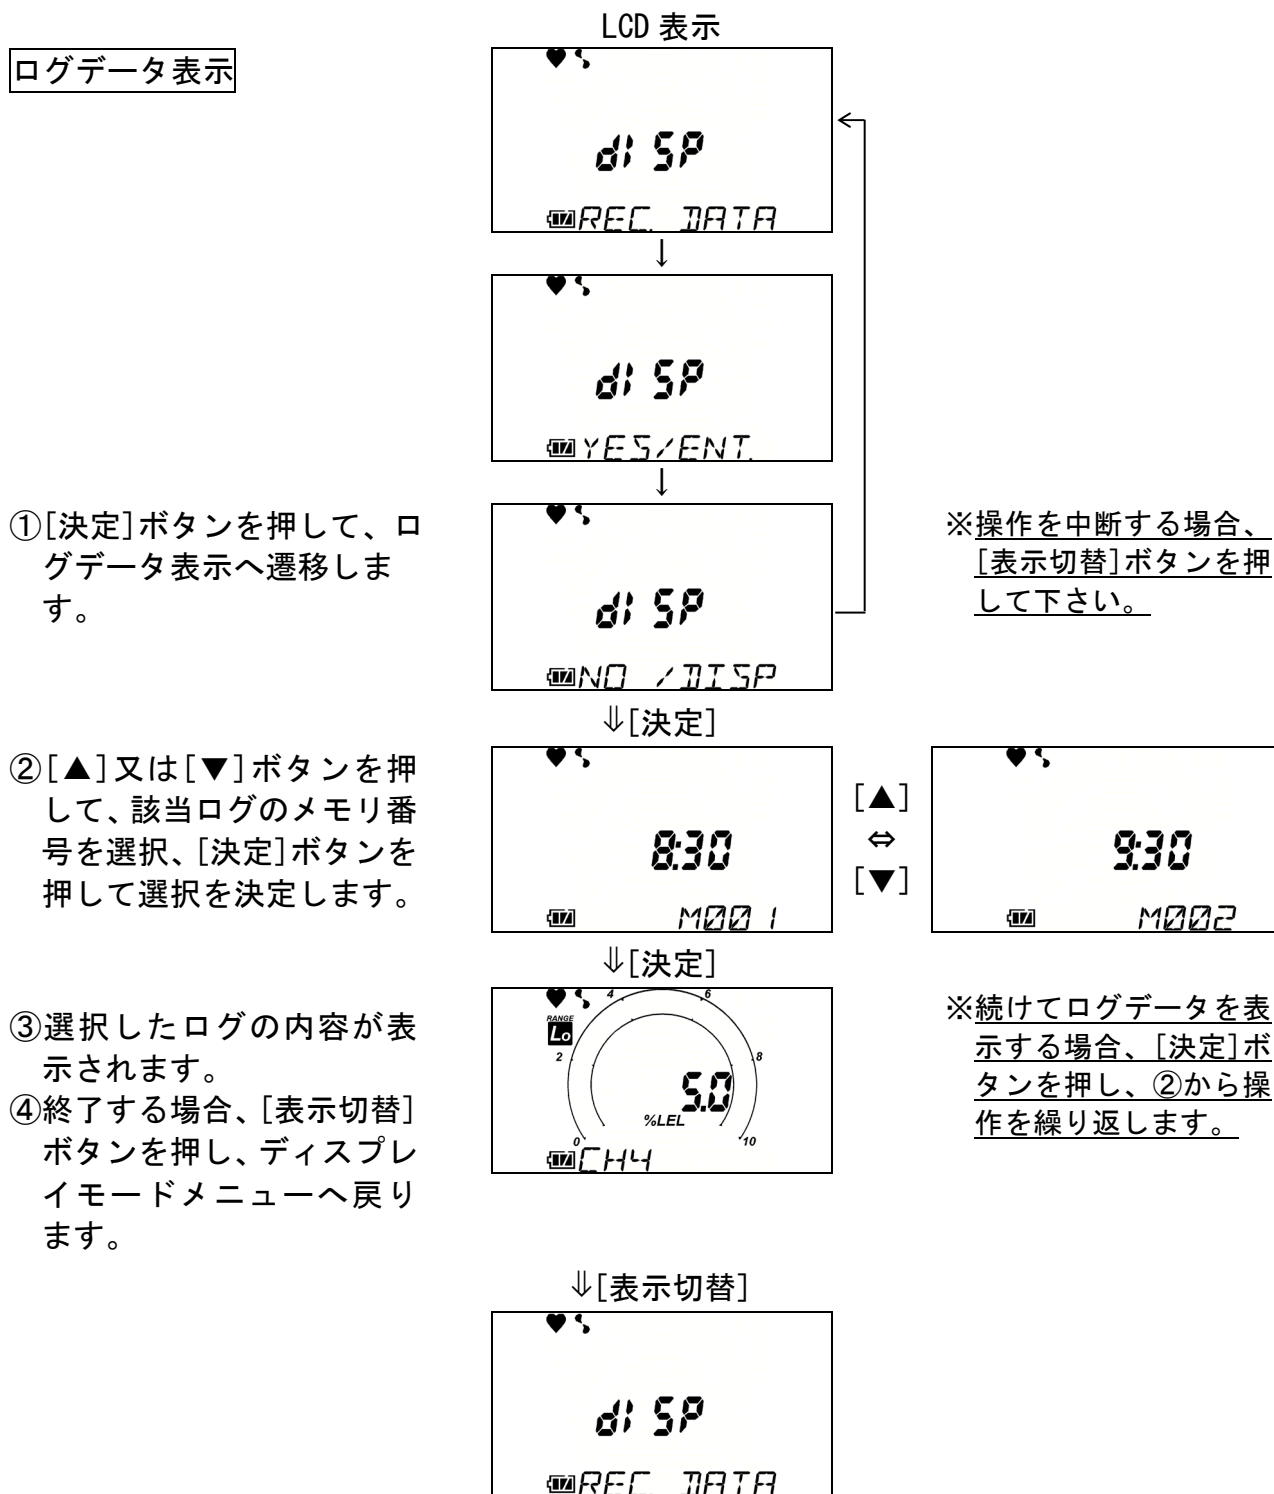 LCD 表示
ログデータ表示
di SP
REC. DATA
↓
di SP
YES/ENT.
↓
①[決定]ボタンを押して、ロ
グデータ表示へ遷移しま
す。
di SP
NO /DISP
※操作を中断する場合、
[表示切替]ボタンを押
して下さい。
⇓[決定]
②[▲]又は[▼]ボタンを押
して、該当ログのメモリ番
号を選択、[決定]ボタンを
押して選択を決定します。
8:30
M001
[▲]
⇔
[▼]
9:30
M002
⇓[決定]
③選択したログの内容が表
示されます。
④終了する場合、[表示切替]
ボタンを押し、ディスプレ
イモードメニューへ戻り
ます。
4 6
RANGE
Lo
2 8
5.0
%LEL
0 10
CH4
※続けてログデータを表
示する場合、[決定]ボ
タンを押し、②から操
作を繰り返します。
⇓[表示切替]
di SP
REC. DATA